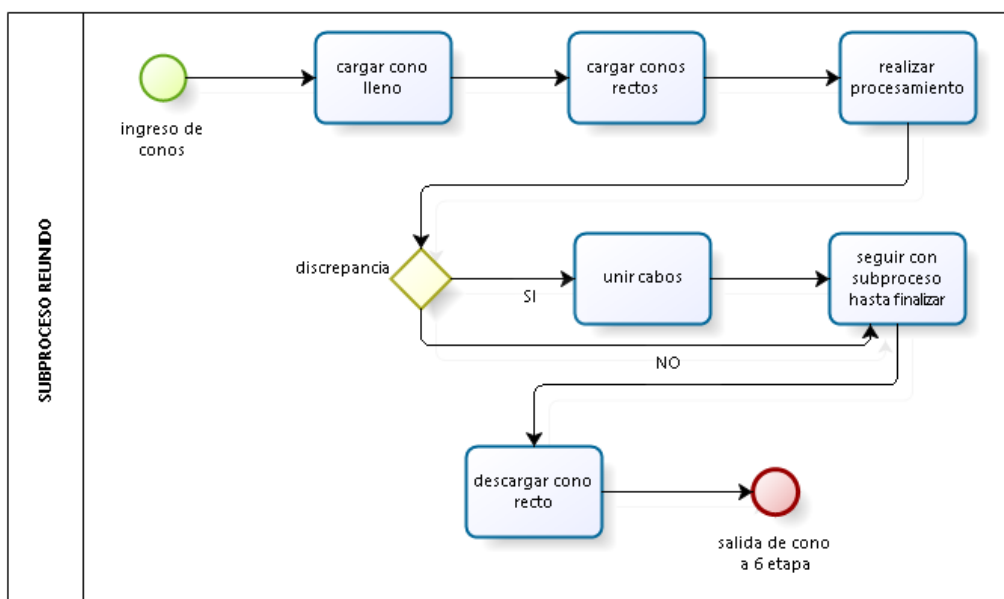 SUBPROCESO REUNIDO
ingreso de
conos
cargar cono
lleno
cargar conos
rectos
realizar
procesamiento
discrepancia
SI
unir cabos
seguir con
subproceso
hasta finalizar
NO
descargar cono
recto
salida de cono
a 6 etapa